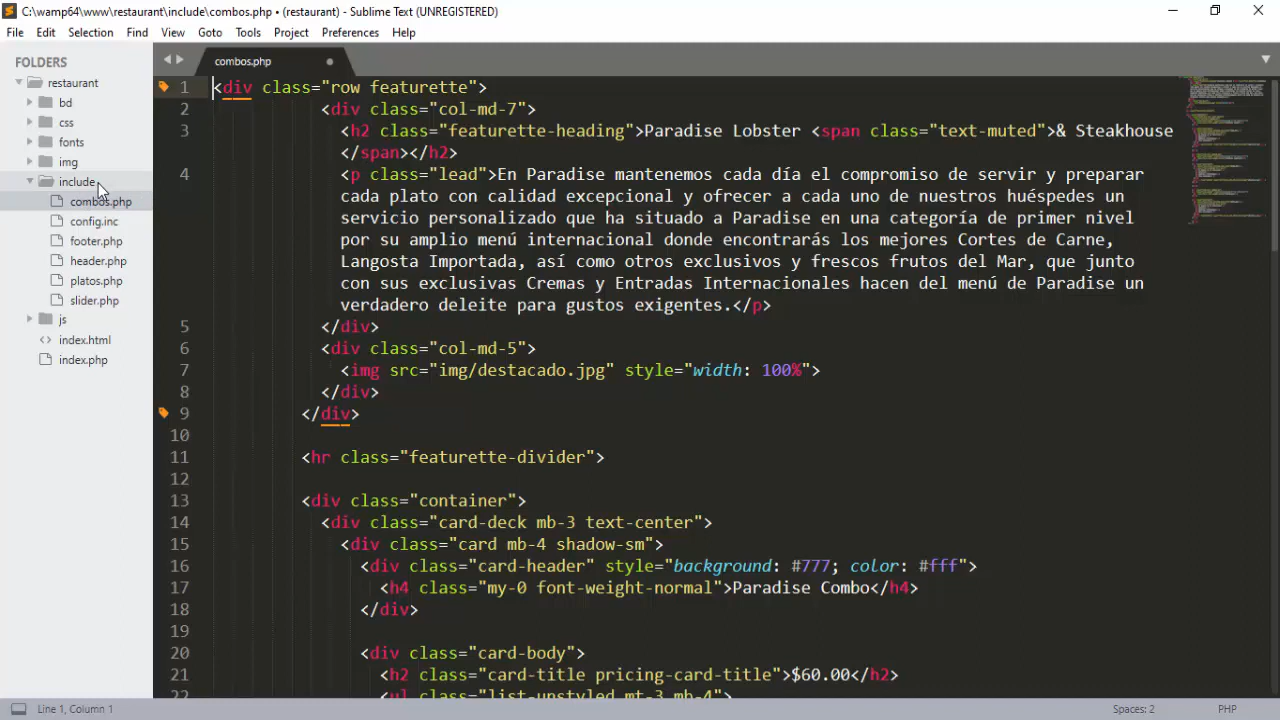 C:\wamp64\www\restaurant\include\combos.php • (restaurant) - Sublime Text (UNREGISTERED)
File Edit Selection Find View Goto Tools Project Preferences Help
FOLDERS
restaurant
bd
css
fonts
img
include
combos.php
config.inc
footer.php
header.php
platos.php
slider.php
js
index.html
index.php
combos.php
1 <div class="row featurette">
2 <div class="col-md-7">
3 <h2 class="featurette-heading">Paradise Lobster <span class="text-muted">& Steakhouse
</span></h2>
4 <p class="lead">En Paradise mantenemos cada día el compromiso de servir y preparar
cada plato con calidad excepcional y ofrecer a cada uno de nuestros huéspedes un
servicio personalizado que ha situado a Paradise en una categoría de primer nivel
por su amplio menú internacional donde encontrarás los mejores Cortes de Carne,
Langosta Importada, así como otros exclusivos y frescos frutos del Mar, que junto
con sus exclusivas Cremas y Entradas Internacionales hacen del menú de Paradise un
verdadero deleite para gustos exigentes.</p>
5 </div>
6 <div class="col-md-5">
7 <img src="img/destacado.jpg" style="width: 100%">
8 </div>
9 </div>
10
11 <hr class="featurette-divider">
12
13 <div class="container">
14 <div class="card-deck mb-3 text-center">
15 <div class="card mb-4 shadow-sm">
16 <div class="card-header" style="background: #777; color: #fff">
17 <h4 class="my-0 font-weight-normal">Paradise Combo</h4>
18 </div>
19
20 <div class="card-body">
21 <h2 class="card-title pricing-card-title">$60.00</h2>
22 <ul class="list-unstyled mt-3 mb-4">
Line 1, Column 1 Spaces: 2 PHP